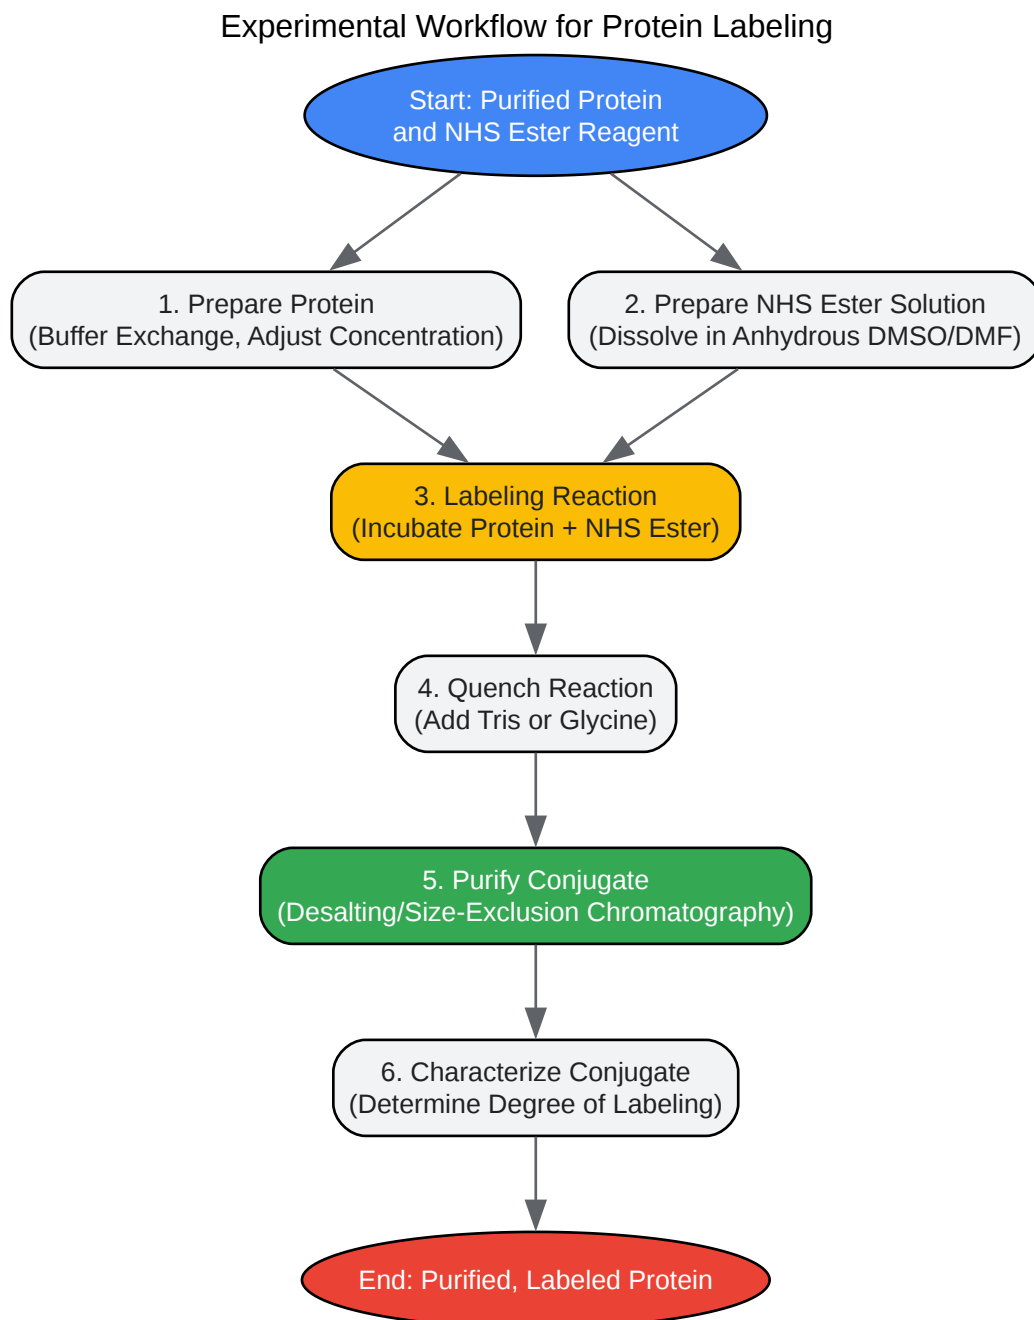 Experimental Workflow for Protein Labeling
Start: Purified Protein
and NHS Ester Reagent
1. Prepare Protein
(Buffer Exchange, Adjust Concentration)
2. Prepare NHS Ester Solution
(Dissolve in Anhydrous DMSO/DMF)
3. Labeling Reaction
(Incubate Protein + NHS Ester)
4. Quench Reaction
(Add Tris or Glycine)
5. Purify Conjugate
(Desalting/Size-Exclusion Chromatography)
6. Characterize Conjugate
(Determine Degree of Labeling)
End: Purified, Labeled Protein